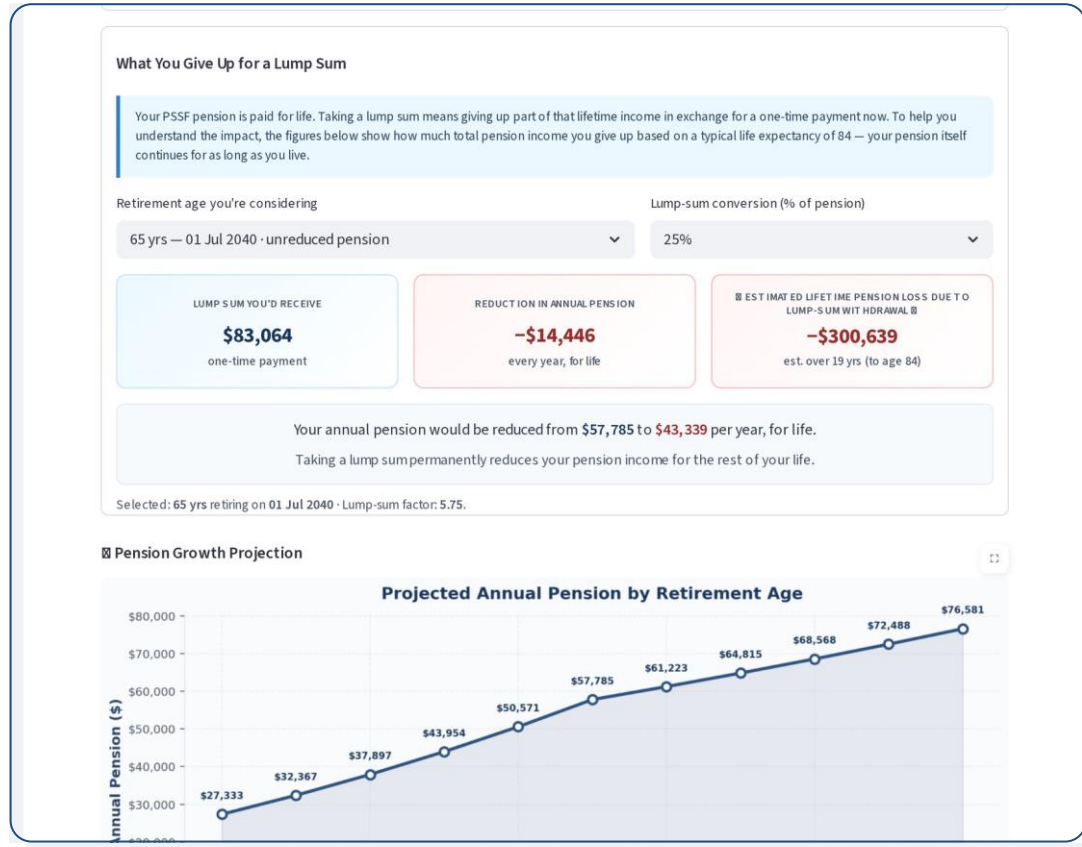 What You Give Up for a Lump Sum
Your PSSF pension is paid for life. Taking a lump sum means giving up part of that lifetime income in exchange for a one-time payment now. To help you
understand the impact, the figures below show how much total pension income you give up based on a typical life expectancy of 84 — your pension itself
continues for as long as you live.
Retirement age you're considering
Lump-sum conversion (% of pension)
65 yrs — 01 Jul 2040 · unreduced pension
25%
LUMP SUM YOU'D RECEIVE
$83,064
one-time payment
REDUCTION IN ANNUAL PENSION
−$14,446
every year, for life
ESTIMATED LIFETIME PENSION LOSS DUE TO
LUMP-SUM WITHDRAWAL
−$300,639
est. over 19 yrs (to age 84)
Your annual pension would be reduced from $57,785 to $43,339 per year, for life.
Taking a lump sum permanently reduces your pension income for the rest of your life.
Selected: 65 yrs retiring on 01 Jul 2040 · Lump-sum factor: 5.75.
Pension Growth Projection
Projected Annual Pension by Retirement Age
$80,000
$70,000
$60,000
$50,000
$40,000
$30,000
Annual Pension ($)
$27,333
$32,367
$37,897
$43,954
$50,571
$57,785
$61,223
$64,815
$68,568
$72,488
$76,581